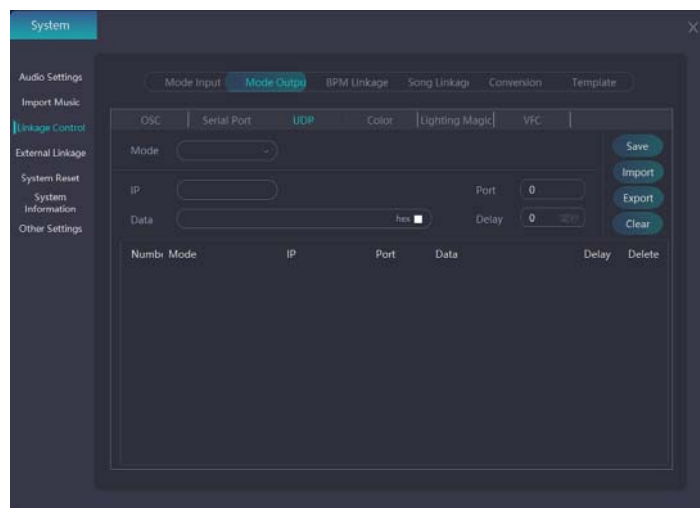 System
X
Audio Settings
Import Music
Linkage Control
External Linkage
System Reset
System
Information
Other Settings
Mode Input Mode Outpu BPM Linkage Song Linkagı Conversion Template
OSC Serial Port UDP Color Lighting Magic VFC
Mode
IP Port 0
Data hex Delay 0
Save
Import
Export
Clear
Numbe Mode IP Port Data Delay Delete